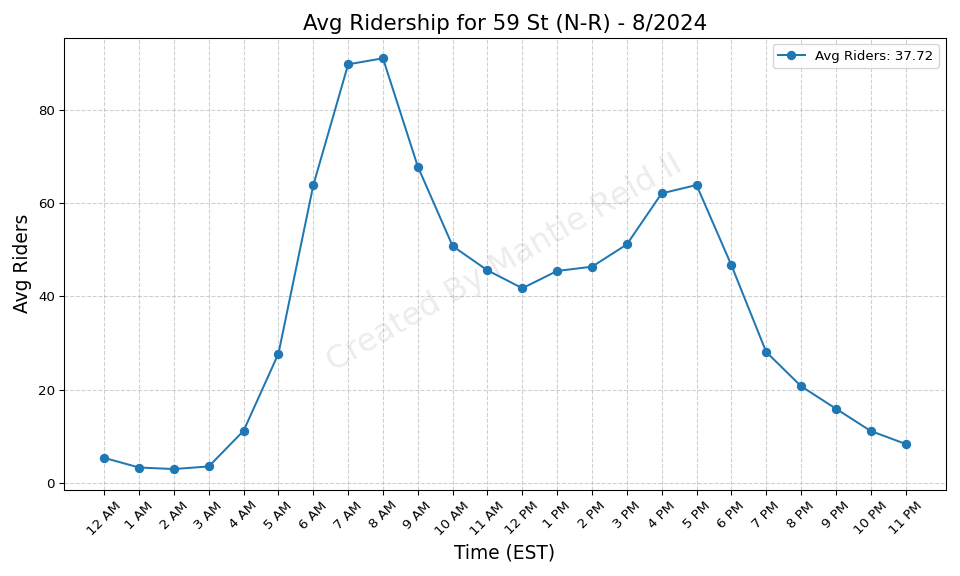 Avg Ridership for 59 St (N-R) - 8/2024
Avg Riders: 37.72
Avg Riders
80
60
40
20
0
Created By Mantie Reid II
12 AM 1 AM 2 AM 3 AM 4 AM 5 AM 6 AM 7 AM 8 AM 9 AM 10 AM 11 AM 12 PM 1 PM 2 PM 3 PM 4 PM 5 PM 6 PM 7 PM 8 PM 9 PM 10 PM 11 PM
Time (EST)